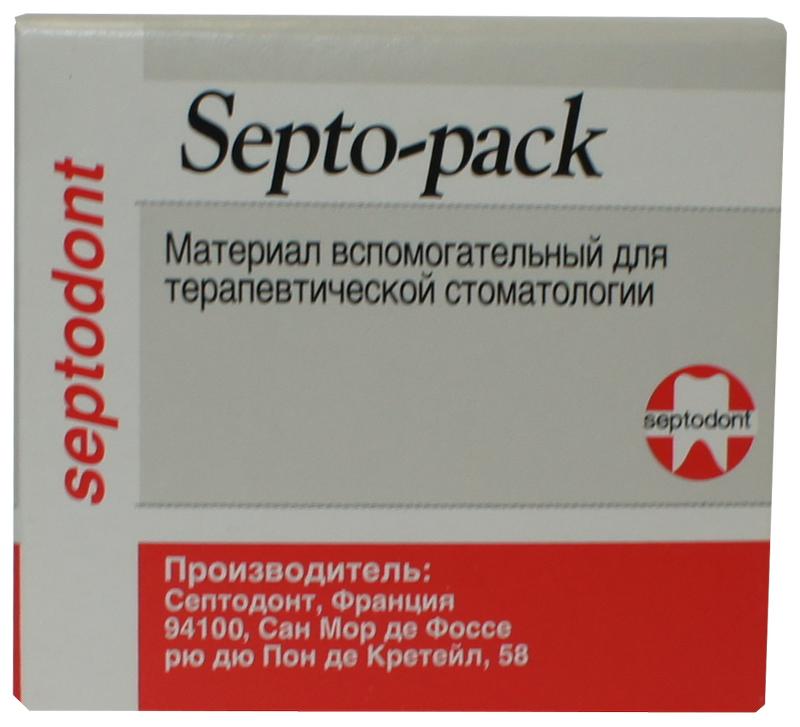 Septo-pack
septodont
Материал вспомогательный для
терапевтической стоматологии
septodont
Производитель:
Септодонт, Франция
94100, Сан Мор де Фоссе
рю дю Пон де Кретейл, 58